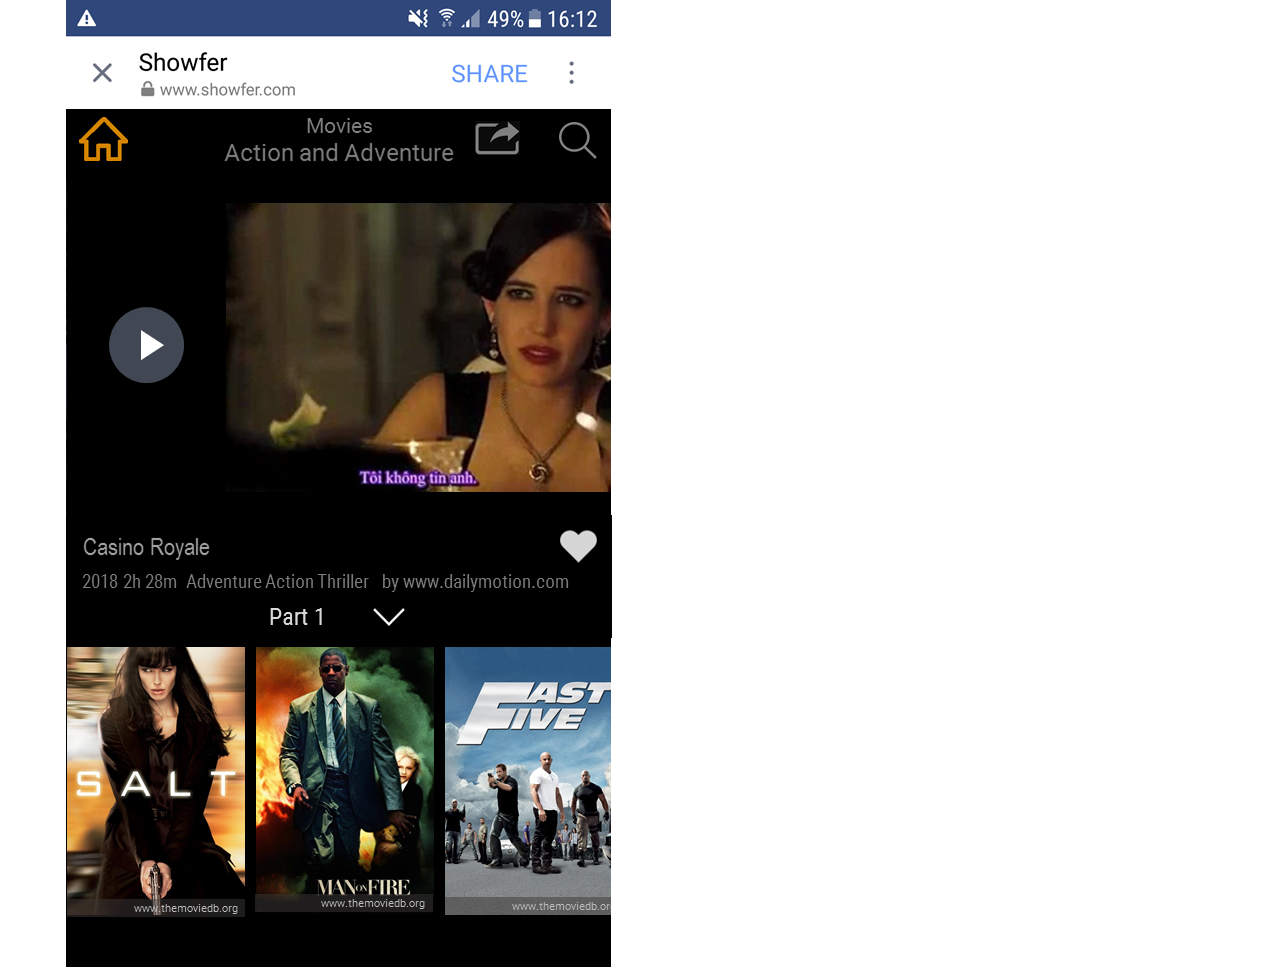 49% 16:12
Showfer
www.showfer.com
SHARE
Movies
Action and Adventure
Tôi không tin anh.
Casino Royale
2018 2h 28m Adventure Action Thriller by www.dailymotion.com
Part 1
SALT
www.themoviedb.org
MAN ON FIRE
www.themoviedb.org
FAST
FIVE
www.themoviedb.org